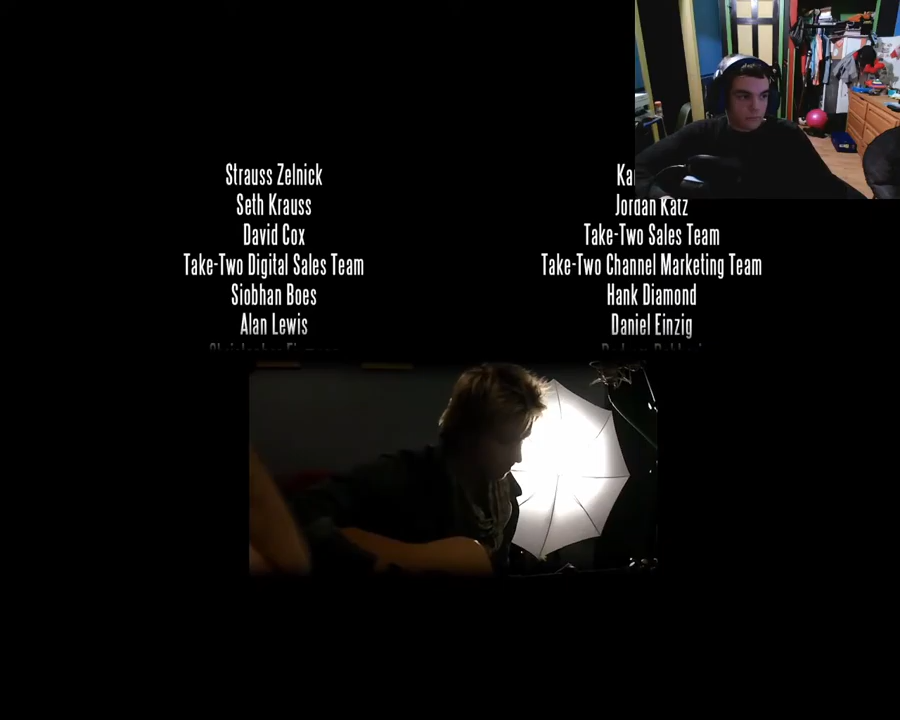 Strauss Zelnick
Seth Krauss
David Cox
Take-Two Digital Sales Team
Siobhan Boes
Alan Lewis
Jordan Katz
Take-Two Sales Team
Take-Two Channel Marketing Team
Hank Diamond
Daniel Einzig